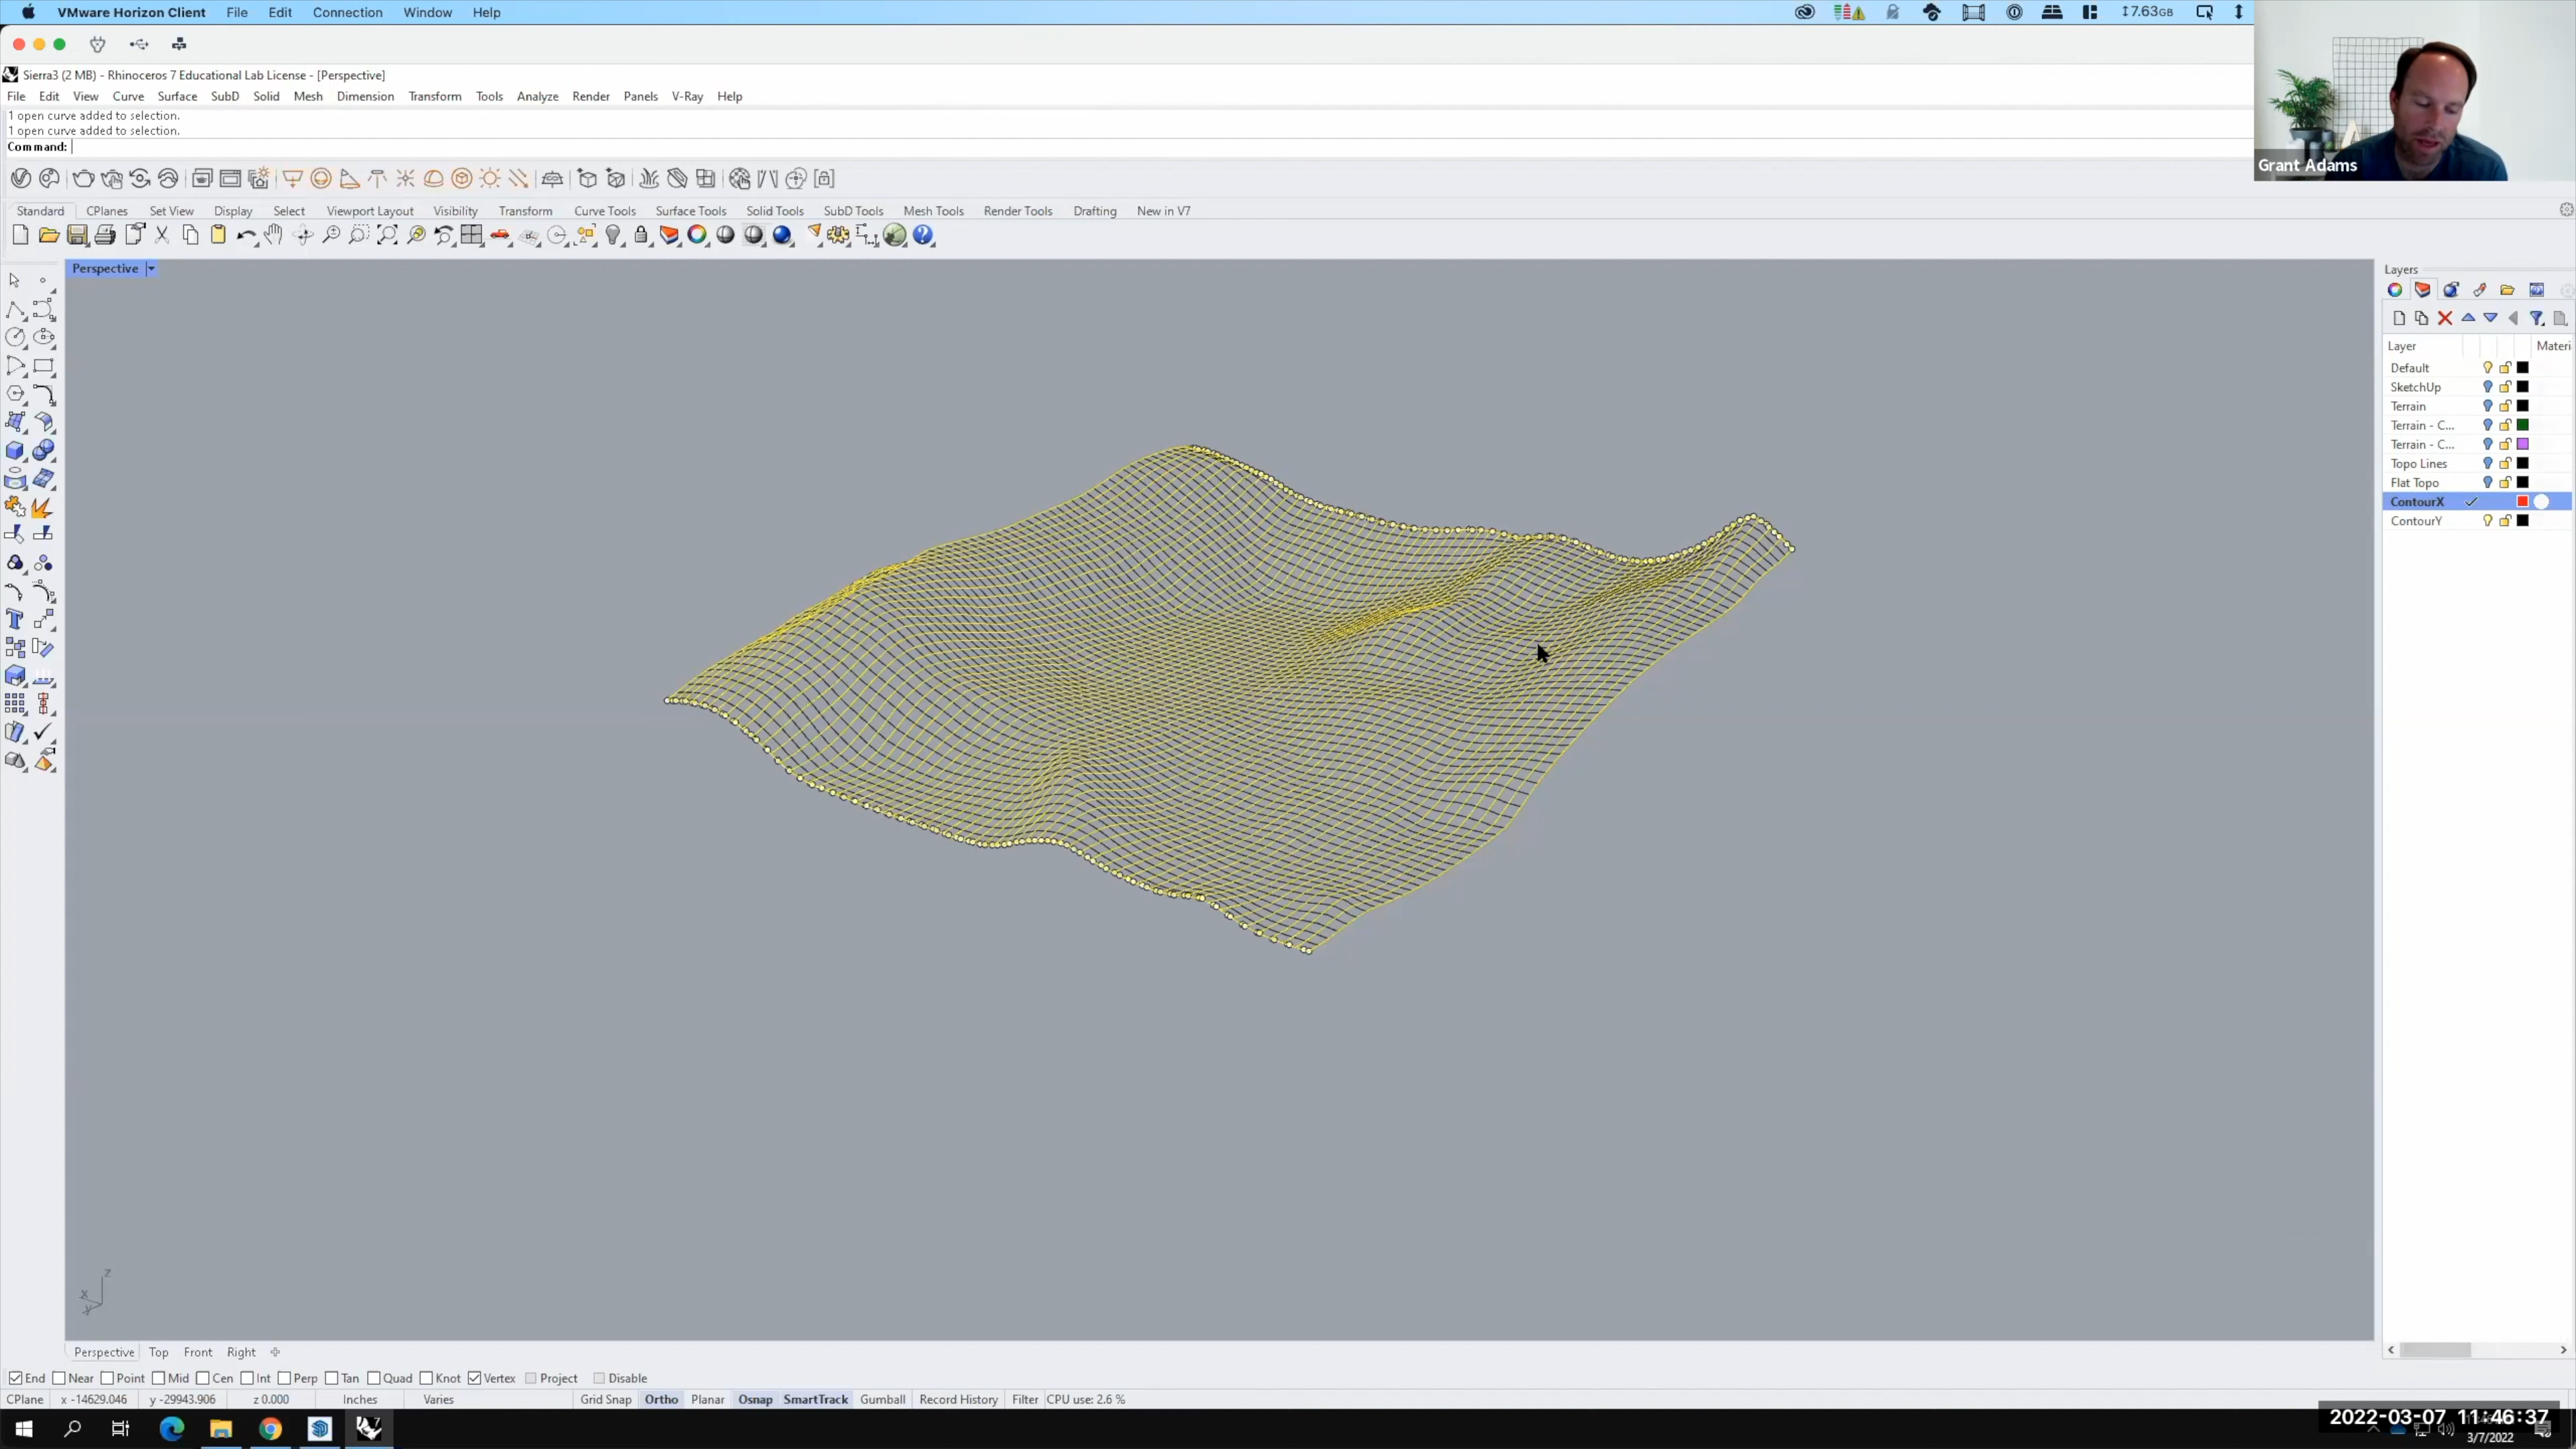 VMware Horizon Client File Edit Connection Window Help
7.63GB
Sierra3 (2 MB) - Rhinoceros 7 Educational Lab License - [Perspective]
File Edit View Curve Surface SubD Solid Mesh Dimension Transform Tools Analyze Render Panels V-Ray Help
1 open curve added to selection.
1 open curve added to selection.
Command:
Grant Adams
Standard CPlanes Set View Display Select Viewport Layout Visibility Transform Curve Tools Surface Tools Solid Tools SubD Tools Mesh Tools Render Tools Drafting New in V7
Perspective
Layers
Layer Materi
Default
SketchUp
Terrain
Terrain - C...
Terrain - C...
Topo Lines
Flat Topo
ContourX
ContourY
z
x
y
Perspective Top Front Right
End Near Point Mid Cen Int Perp Tan Quad Knot Vertex Project Disable
CPlane x -14629.046 y -29943.906 z 0.000 Inches Varies Grid Snap Ortho Planar Osnap SmartTrack Gumball Record History Filter CPU use: 2.6 %
2022-03-07 11:46:37
3/7/2022